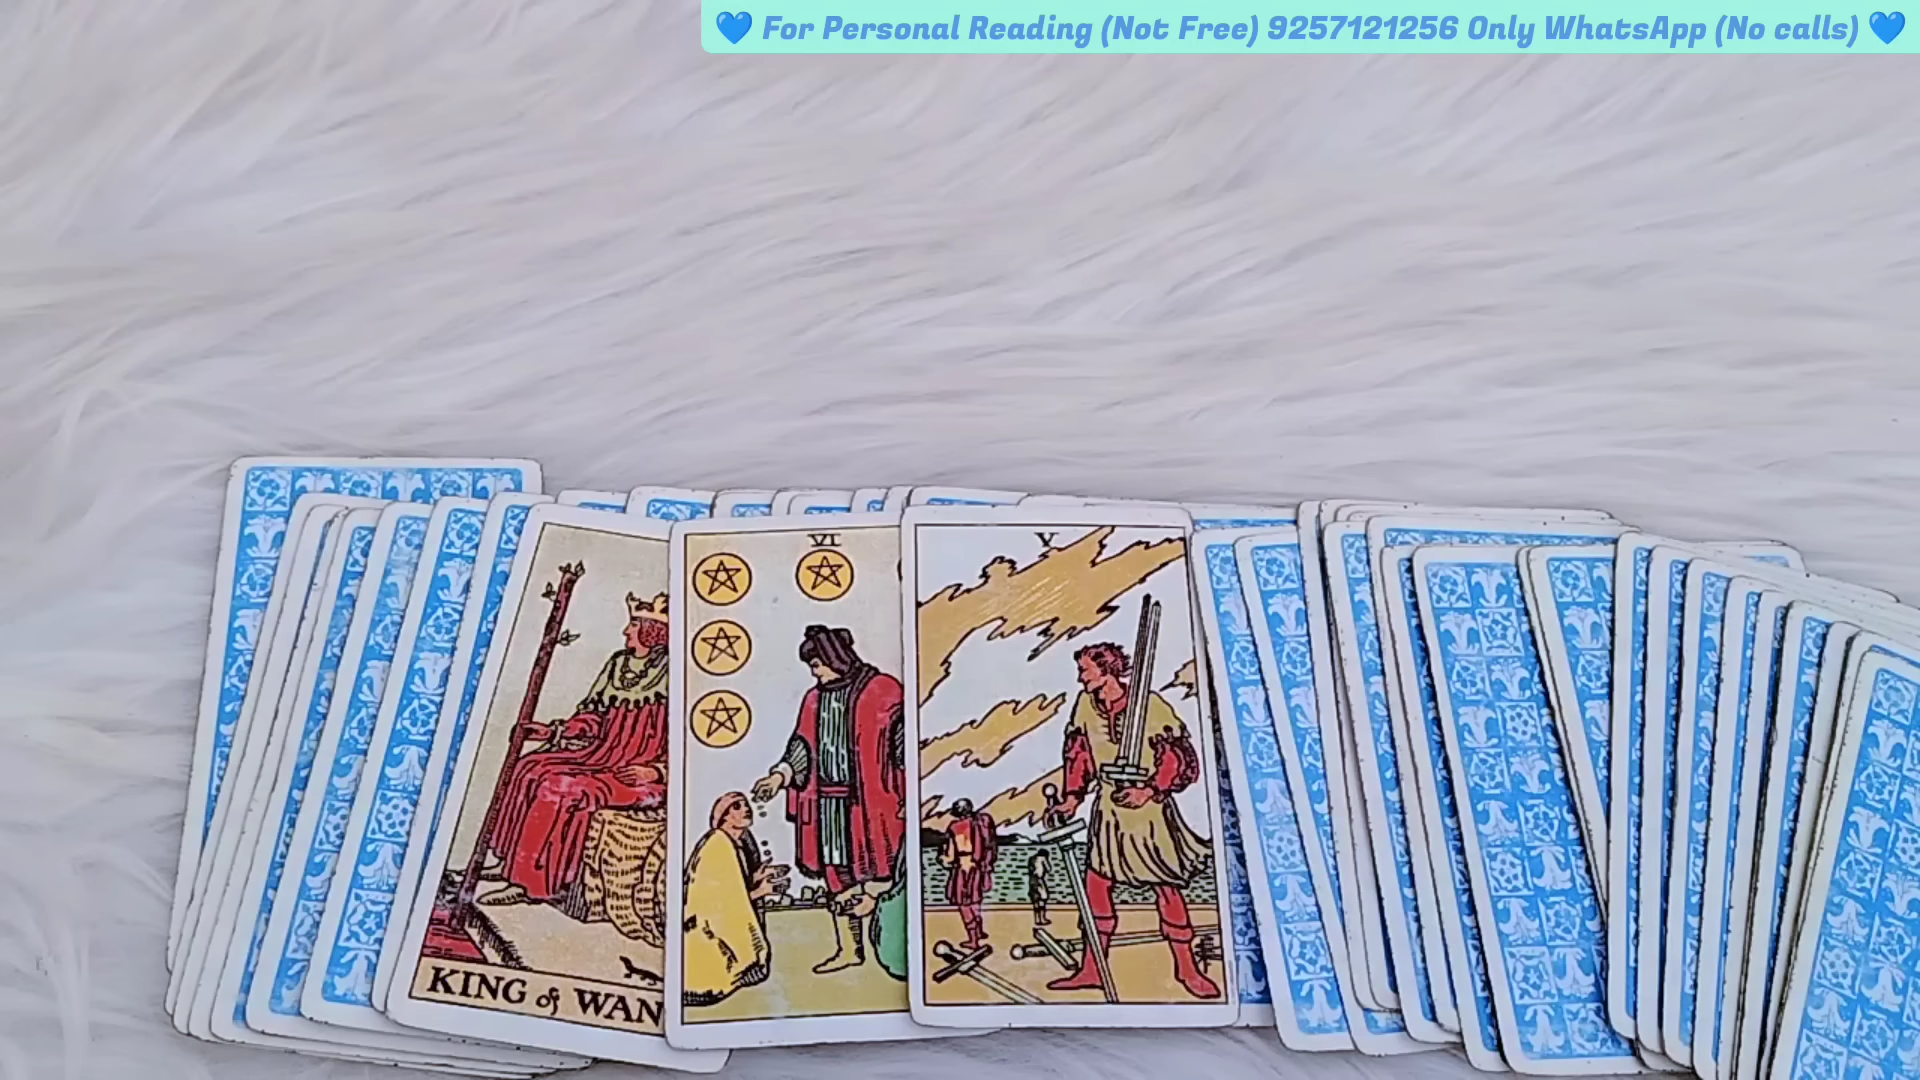 💙 For Personal Reading (Not Free) 9257121256 Only WhatsApp (No calls) 💙
VI
V
KING of WAN